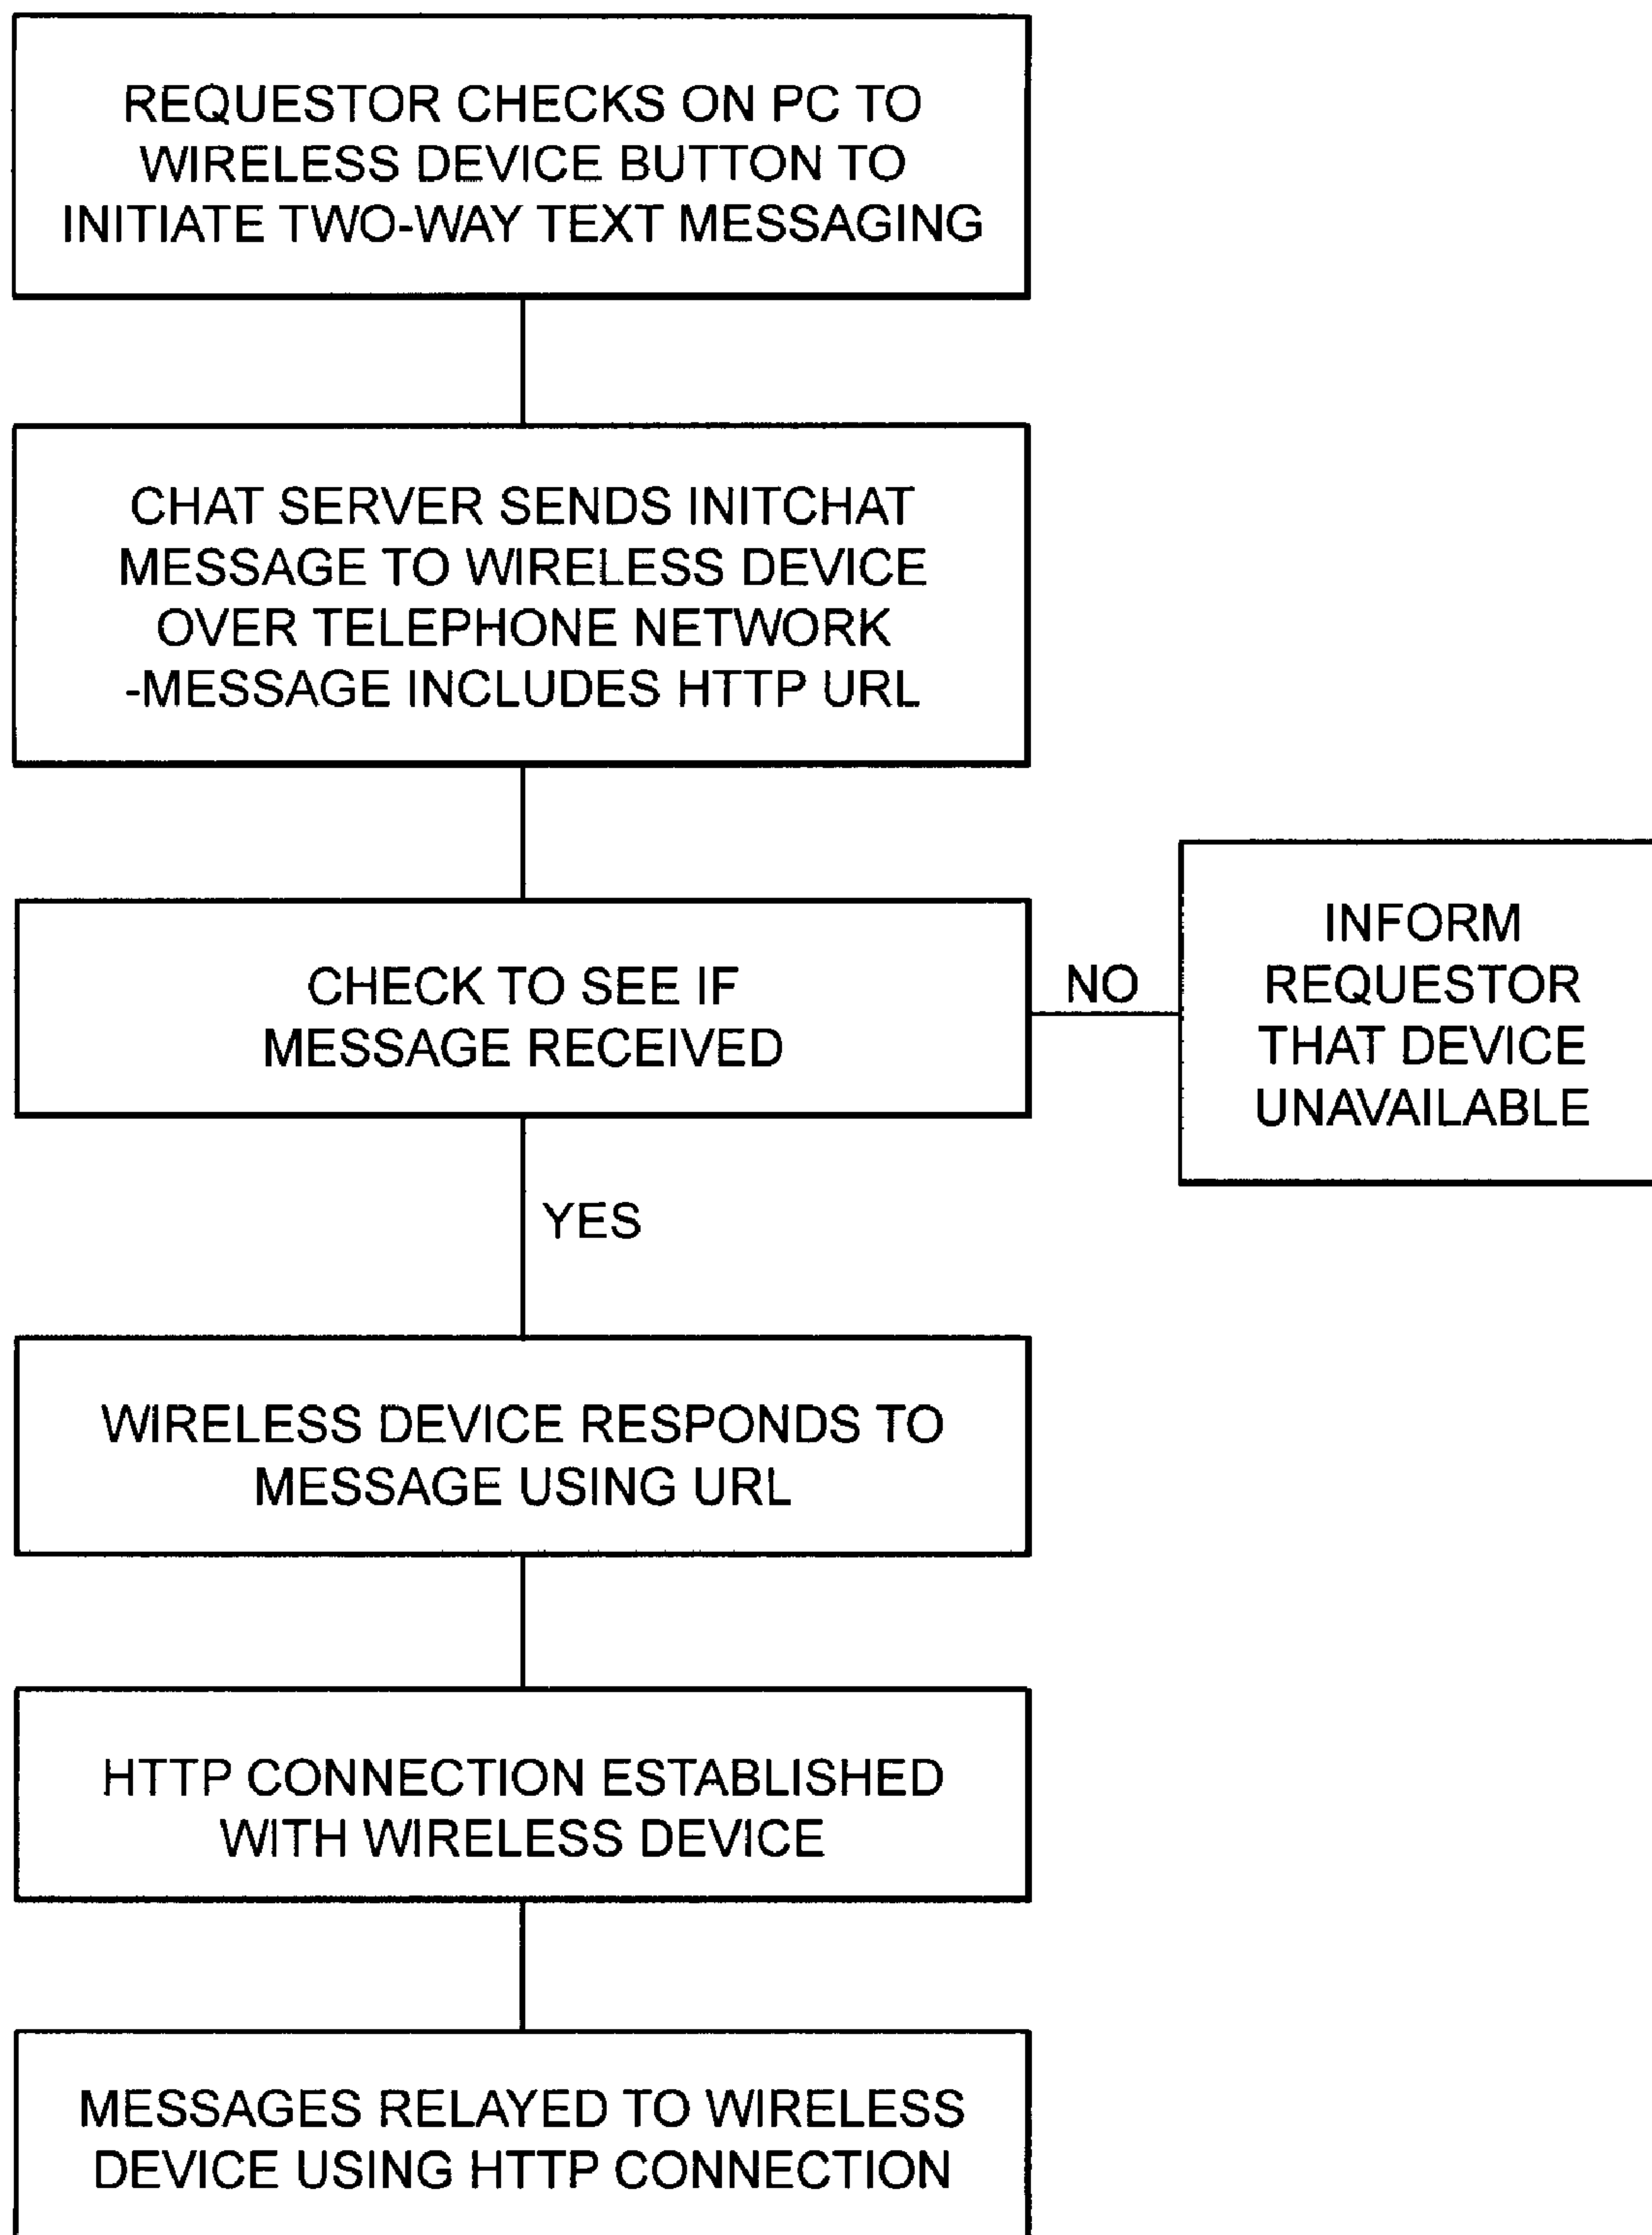 REQUESTOR CHECKS ON PC TO
WIRELESS DEVICE BUTTON TO
INITIATE TWO-WAY TEXT MESSAGING
CHAT SERVER SENDS INITCHAT
MESSAGE TO WIRELESS DEVICE
OVER TELEPHONE NETWORK
-MESSAGE INCLUDES HTTP URL
CHECK TO SEE IF
MESSAGE RECEIVED
NO
INFORM
REQUESTOR
THAT DEVICE
UNAVAILABLE
YES
WIRELESS DEVICE RESPONDS TO
MESSAGE USING URL
HTTP CONNECTION ESTABLISHED
WITH WIRELESS DEVICE
MESSAGES RELAYED TO WIRELESS
DEVICE USING HTTP CONNECTION